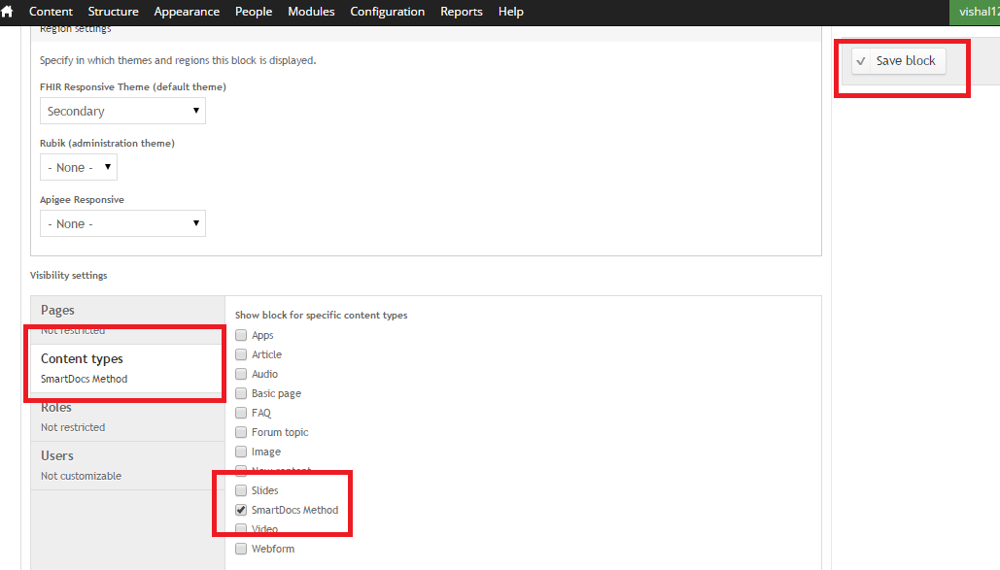 Content Structure Appearance People Modules Configuration Reports Help vishal12
Region settings
Save block
Specify in which themes and regions this block is displayed.
FHIR Responsive Theme (default theme)
Secondary
Rubik (administration theme)
- None -
Apigee Responsive
- None -
Visibility settings
Pages
Not restricted
Content types
SmartDocs Method
Roles
Not restricted
Users
Not customizable
Show block for specific content types
Apps
Article
Audio
Basic page
FAQ
Forum topic
Image
New content
Slides
SmartDocs Method
Video
Webform